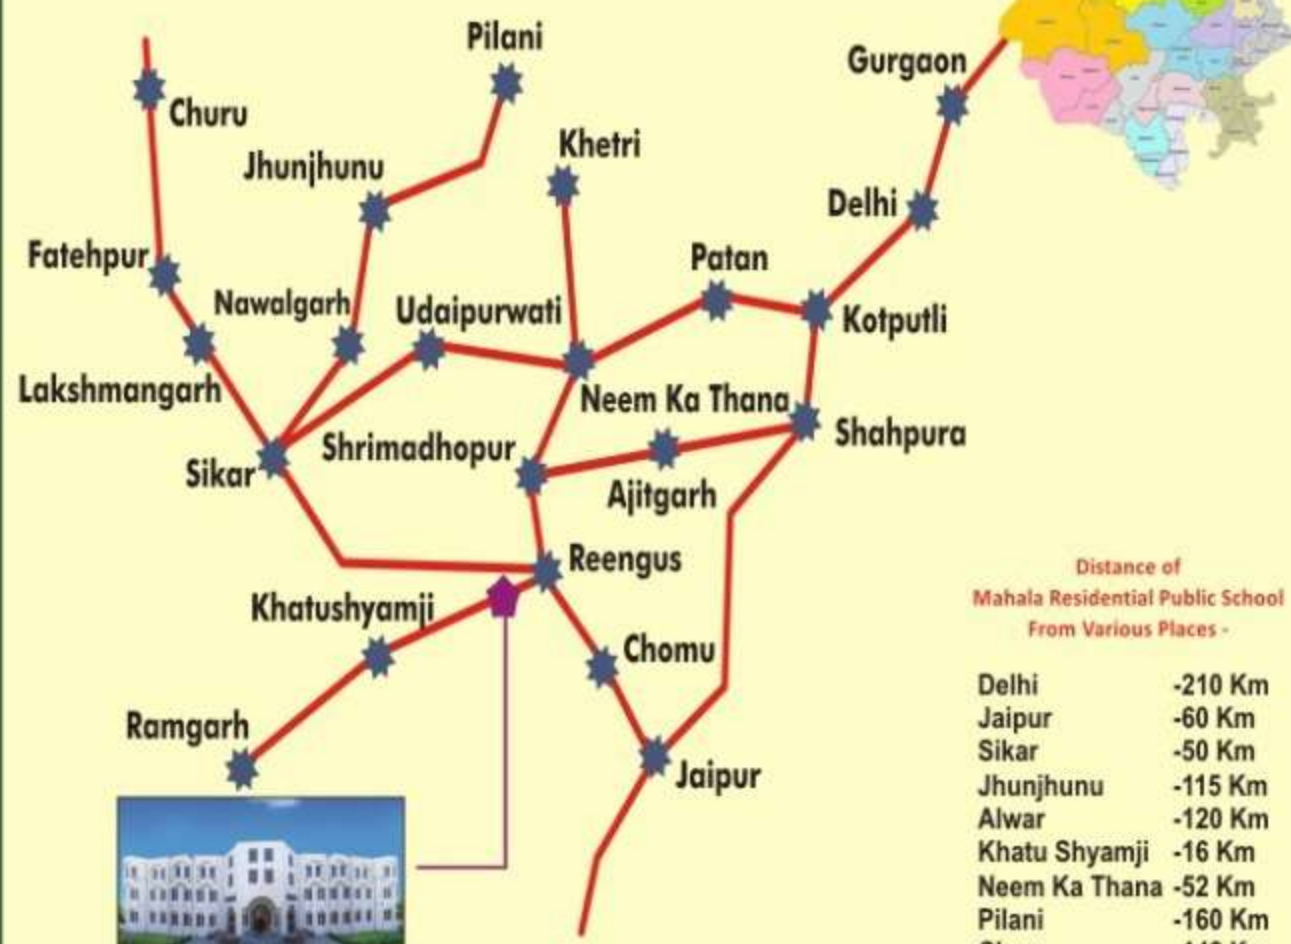 Pilani
Gurgaon
Churu
Khetri
Jhunjhunu
Delhi
Fatehpur
Patan
Nawalgarh
Udaipurwati
Kotputli
Lakshmangarh
Neem Ka Thana
Shrimadhopur
Shahpura
Sikar
Ajitgarh
Reengus
Khatushyamji
Chomu
Ramgarh
Jaipur
Distance of
Mahala Residential Public School
From Various Places -
Delhi -210 Km
Jaipur -60 Km
Sikar -50 Km
Jhunjhunu -115 Km
Alwar -120 Km
Khatu Shyamji -16 Km
Neem Ka Thana -52 Km
Pilani -160 Km